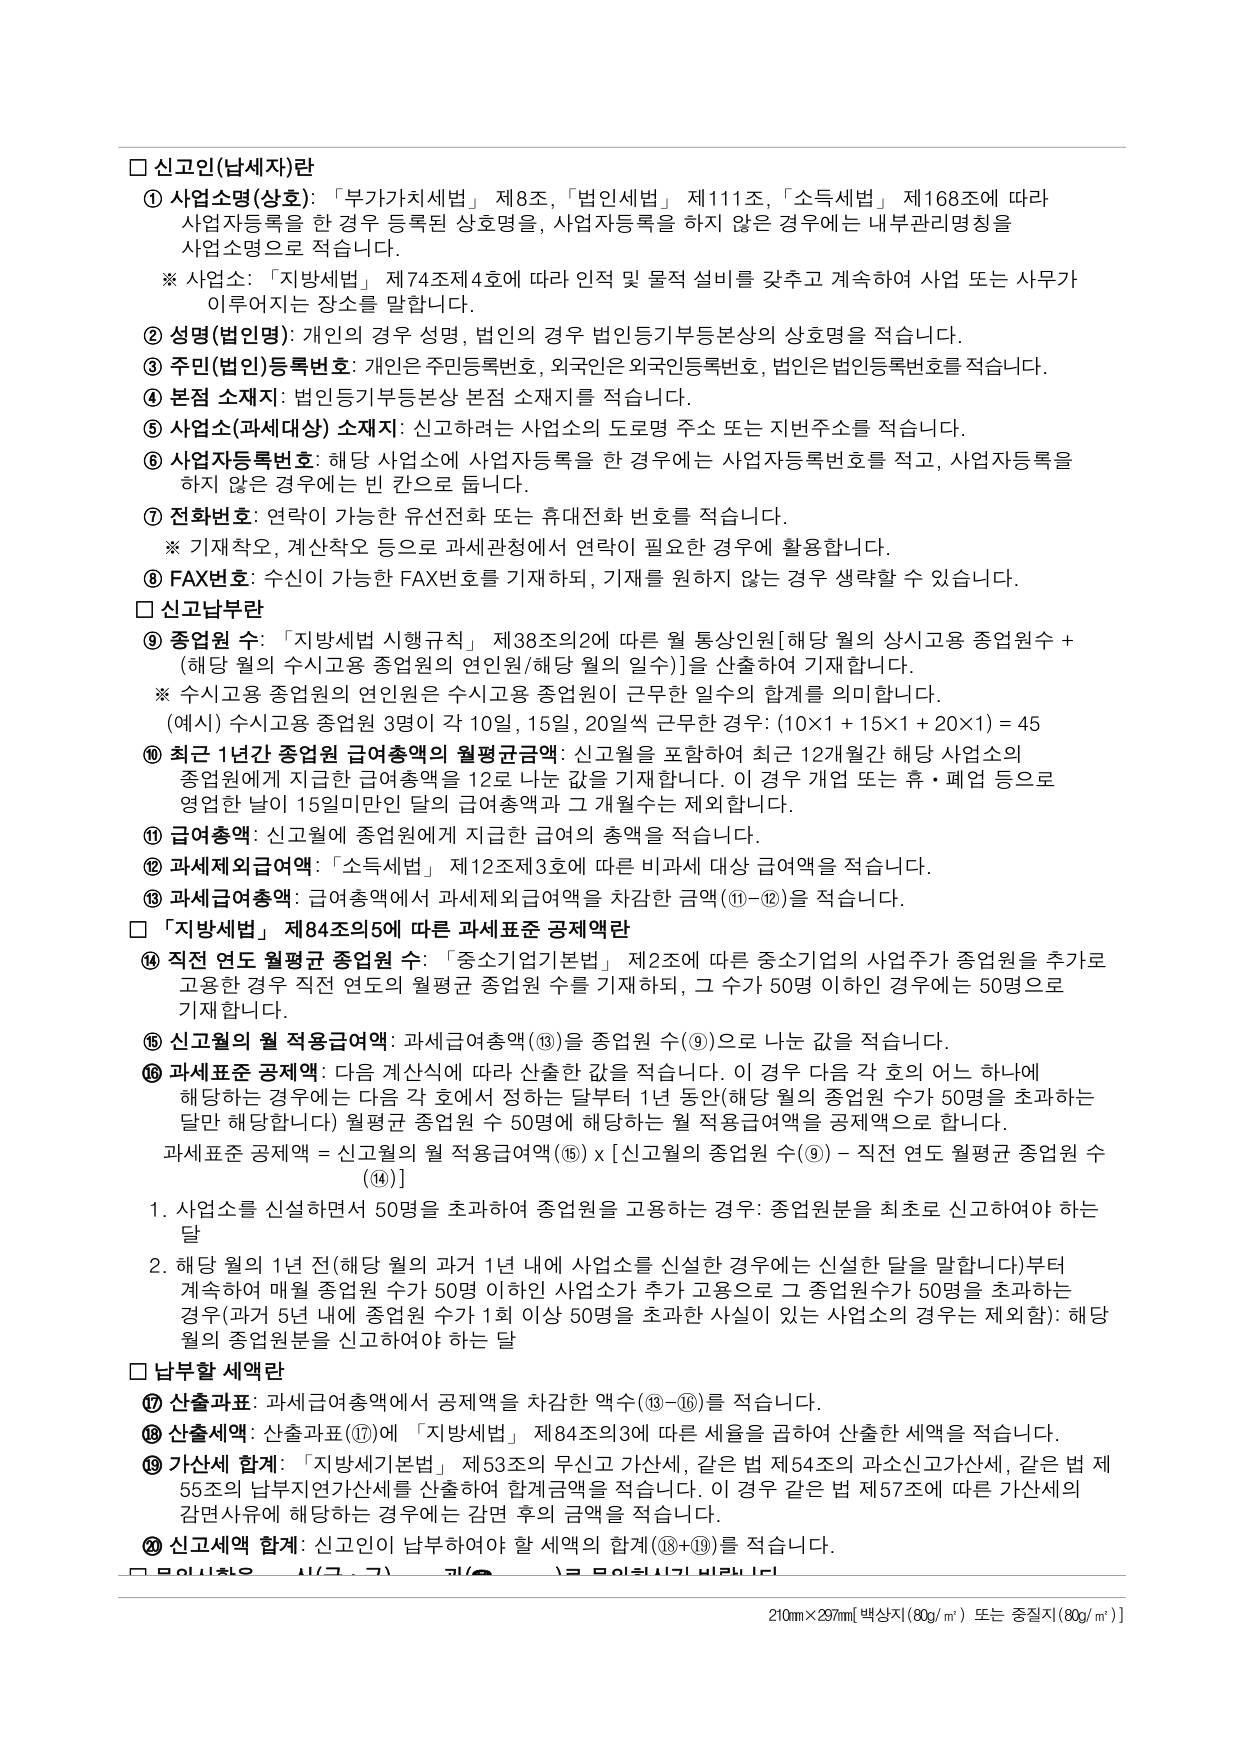 □ 신고인(납세자)란
① 사업소명(상호): 「부가가치세법」 제8조,「법인세법」 제111조,「소득세법」 제168조에 따라
사업자등록을 한 경우 등록된 상호명을, 사업자등록을 하지 않은 경우에는 내부관리명칭을
사업소명으로 적습니다.
※ 사업소: 「지방세법」 제74조제4호에 따라 인적 및 물적 설비를 갖추고 계속하여 사업 또는 사무가
이루어지는 장소를 말합니다.
② 성명(법인명): 개인의 경우 성명, 법인의 경우 법인등기부등본상의 상호명을 적습니다.
③ 주민(법인)등록번호: 개인은 주민등록번호, 외국인은 외국인등록번호, 법인은 법인등록번호를 적습니다.
④ 본점 소재지: 법인등기부등본상 본점 소재지를 적습니다.
⑤ 사업소(과세대상) 소재지: 신고하려는 사업소의 도로명 주소 또는 지번주소를 적습니다.
⑥ 사업자등록번호: 해당 사업소에 사업자등록을 한 경우에는 사업자등록번호를 적고, 사업자등록을
하지 않은 경우에는 빈 칸으로 둡니다.
⑦ 전화번호: 연락이 가능한 유선전화 또는 휴대전화 번호를 적습니다.
※ 기재착오, 계산착오 등으로 과세관청에서 연락이 필요한 경우에 활용합니다.
⑧ FAX번호: 수신이 가능한 FAX번호를 기재하되, 기재를 원하지 않는 경우 생략할 수 있습니다.
□ 신고납부란
⑨ 종업원 수: 「지방세법 시행규칙」 제38조의2에 따른 월 통상인원[해당 월의 상시고용 종업원수 +
(해당 월의 수시고용 종업원의 연인원/해당 월의 일수)]을 산출하여 기재합니다.
※ 수시고용 종업원의 연인원은 수시고용 종업원이 근무한 일수의 합계를 의미합니다.
(예시) 수시고용 종업원 3명이 각 10일, 15일, 20일씩 근무한 경우: (10×1 + 15×1 + 20×1) = 45
⑩ 최근 1년간 종업원 급여총액의 월평균금액: 신고월을 포함하여 최근 12개월간 해당 사업소의
종업원에게 지급한 급여총액을 12로 나눈 값을 기재합니다. 이 경우 개업 또는 휴・폐업 등으로
영업한 날이 15일미만인 달의 급여총액과 그 개월수는 제외합니다.
⑪ 급여총액: 신고월에 종업원에게 지급한 급여의 총액을 적습니다.
⑫ 과세제외급여액:「소득세법」 제12조제3호에 따른 비과세 대상 급여액을 적습니다.
⑬ 과세급여총액: 급여총액에서 과세제외급여액을 차감한 금액(⑪-⑫)을 적습니다.
□ 「지방세법」 제84조의5에 따른 과세표준 공제액란
⑭ 직전 연도 월평균 종업원 수: 「중소기업기본법」 제2조에 따른 중소기업의 사업주가 종업원을 추가로
고용한 경우 직전 연도의 월평균 종업원 수를 기재하되, 그 수가 50명 이하인 경우에는 50명으로
기재합니다.
⑮ 신고월의 월 적용급여액: 과세급여총액(⑬)을 종업원 수(⑨)으로 나눈 값을 적습니다.
⑯ 과세표준 공제액: 다음 계산식에 따라 산출한 값을 적습니다. 이 경우 다음 각 호의 어느 하나에
해당하는 경우에는 다음 각 호에서 정하는 달부터 1년 동안(해당 월의 종업원 수가 50명을 초과하는
달만 해당합니다) 월평균 종업원 수 50명에 해당하는 월 적용급여액을 공제액으로 합니다.
과세표준 공제액 = 신고월의 월 적용급여액(⑮) x [신고월의 종업원 수(⑨) - 직전 연도 월평균 종업원 수
(⑭)]
1. 사업소를 신설하면서 50명을 초과하여 종업원을 고용하는 경우: 종업원분을 최초로 신고하여야 하는
달
2. 해당 월의 1년 전(해당 월의 과거 1년 내에 사업소를 신설한 경우에는 신설한 달을 말합니다)부터
계속하여 매월 종업원 수가 50명 이하인 사업소가 추가 고용으로 그 종업원수가 50명을 초과하는
경우(과거 5년 내에 종업원 수가 1회 이상 50명을 초과한 사실이 있는 사업소의 경우는 제외함): 해당
월의 종업원분을 신고하여야 하는 달
□ 납부할 세액란
⑰ 산출과표: 과세급여총액에서 공제액을 차감한 액수(⑬-⑯)를 적습니다.
⑱ 산출세액: 산출과표(⑰)에 「지방세법」 제84조의3에 따른 세율을 곱하여 산출한 세액을 적습니다.
⑲ 가산세 합계: 「지방세기본법」 제53조의 무신고 가산세, 같은 법 제54조의 과소신고가산세, 같은 법 제
55조의 납부지연가산세를 산출하여 합계금액을 적습니다. 이 경우 같은 법 제57조에 따른 가산세의
감면사유에 해당하는 경우에는 감면 후의 금액을 적습니다.
⑳ 신고세액 합계: 신고인이 납부하여야 할 세액의 합계(⑱+⑲)를 적습니다.
□ 문의사항은 시(군・구) 과(☎ )로 문의하시기 바랍니다.
210㎜×297㎜[백상지(80g/㎡) 또는 중질지(80g/㎡)]